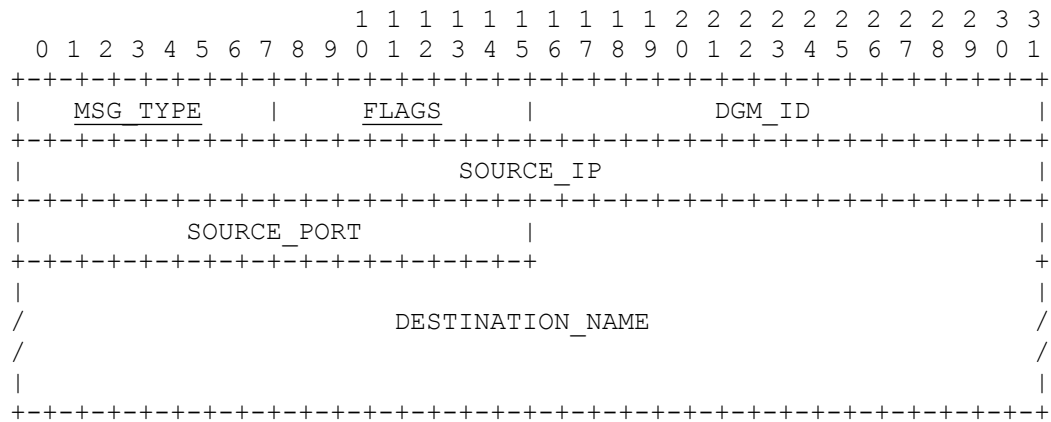 1 1 1 1 1 1 1 1 1 1 2 2 2 2 2 2 2 2 2 2 3 3
 0 1 2 3 4 5 6 7 8 9 0 1 2 3 4 5 6 7 8 9 0 1 2 3 4 5 6 7 8 9 0 1
+-+-+-+-+-+-+-+-+-+-+-+-+-+-+-+-+-+-+-+-+-+-+-+-+-+-+-+-+-+-+-+-+
|   MSG_TYPE    |     FLAGS     |           DGM_ID              |
+-+-+-+-+-+-+-+-+-+-+-+-+-+-+-+-+-+-+-+-+-+-+-+-+-+-+-+-+-+-+-+-+
|                           SOURCE_IP                           |
+-+-+-+-+-+-+-+-+-+-+-+-+-+-+-+-+-+-+-+-+-+-+-+-+-+-+-+-+-+-+-+-+
|          SOURCE_PORT          |                               |
+-+-+-+-+-+-+-+-+-+-+-+-+-+-+-+-+                               +
|                                                               |
/                       DESTINATION_NAME                        /
/                                                               /
|                                                               |
+-+-+-+-+-+-+-+-+-+-+-+-+-+-+-+-+-+-+-+-+-+-+-+-+-+-+-+-+-+-+-+-+